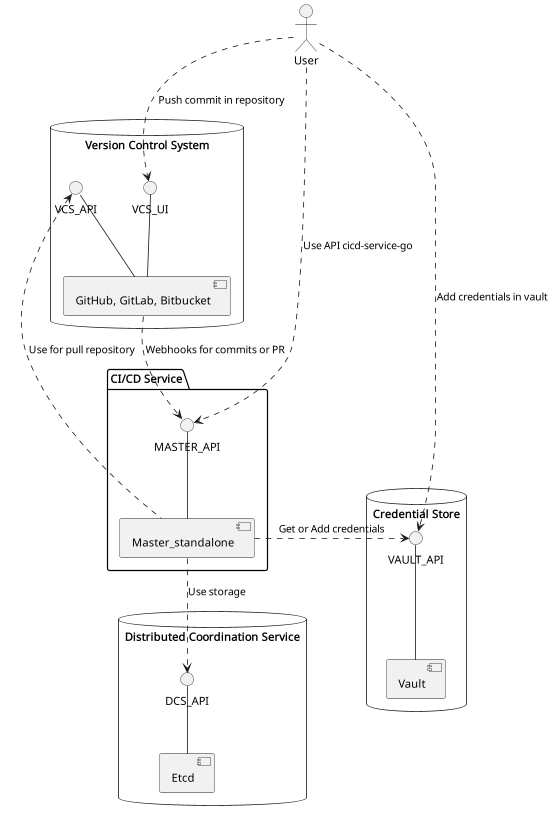 User
Push commit in repository
Version Control System
VCS_API
VCS_UI
Use API cicd-service-go
GitHub, GitLab, Bitbucket
Add credentials in vault
Use for pull repository
Webhooks for commits or PR
CI/CD Service
MASTER_API
Master_standalone
Get or Add credentials
Credential Store
VAULT_API
Vault
Use storage
Distributed Coordination Service
DCS_API
Etcd